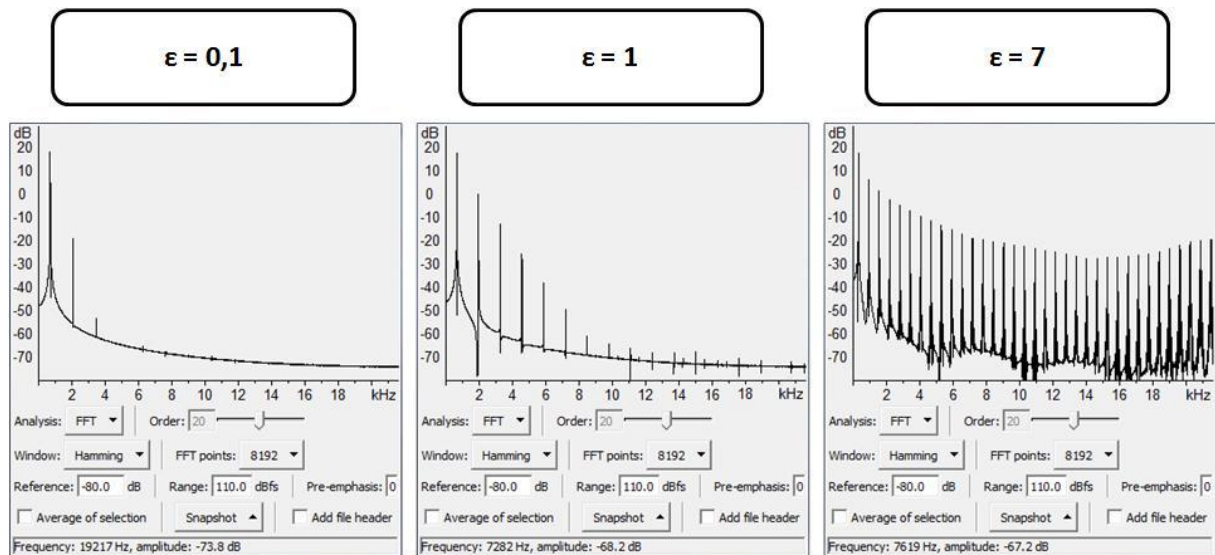 ε = 0,1
ε = 1
ε = 7
dB
20
10
0
-10
-20
-30
-40
-50
-60
-70
2 4 6 8 10 12 14 16 18 kHz
Analysis: FFT Order: 20
Window: Hamming FFT points: 8192
Reference: -80.0 dB Range: 110.0 dBfs Pre-emphasis: 0
Average of selection Snapshot Add file header
Frequency: 19217 Hz, amplitude: -73.8 dB
dB
20
10
0
-10
-20
-30
-40
-50
-60
-70
2 4 6 8 10 12 14 16 18 kHz
Analysis: FFT Order: 20
Window: Hamming FFT points: 8192
Reference: -80.0 dB Range: 110.0 dBfs Pre-emphasis: 0
Average of selection Snapshot Add file header
Frequency: 7282 Hz, amplitude: -68.2 dB
dB
20
10
0
-10
-20
-30
-40
-50
-60
-70
2 4 6 8 10 12 14 16 18 kHz
Analysis: FFT Order: 20
Window: Hamming FFT points: 8192
Reference: -80.0 dB Range: 110.0 dBfs Pre-emphasis: 0
Average of selection Snapshot Add file header
Frequency: 7619 Hz, amplitude: -67.2 dB